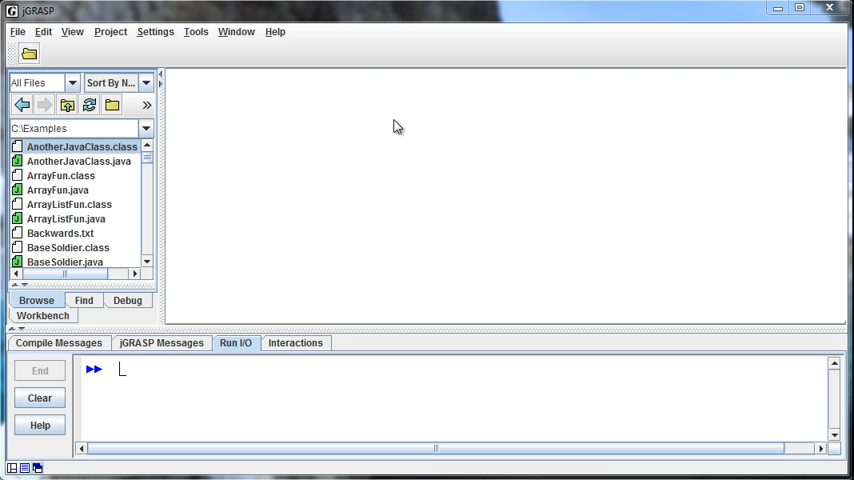 jGRASP
File Edit View Project Settings Tools Window Help
All Files Sort By N...
C:\Examples
AnotherJavaClass.class
AnotherJavaClass.java
ArrayFun.class
ArrayFun.java
ArrayListFun.class
ArrayListFun.java
Backwards.txt
BaseSoldier.class
BaseSoldier.java
Browse Find Debug
Workbench
Compile Messages jGRASP Messages Run I/O Interactions
End
Clear
Help